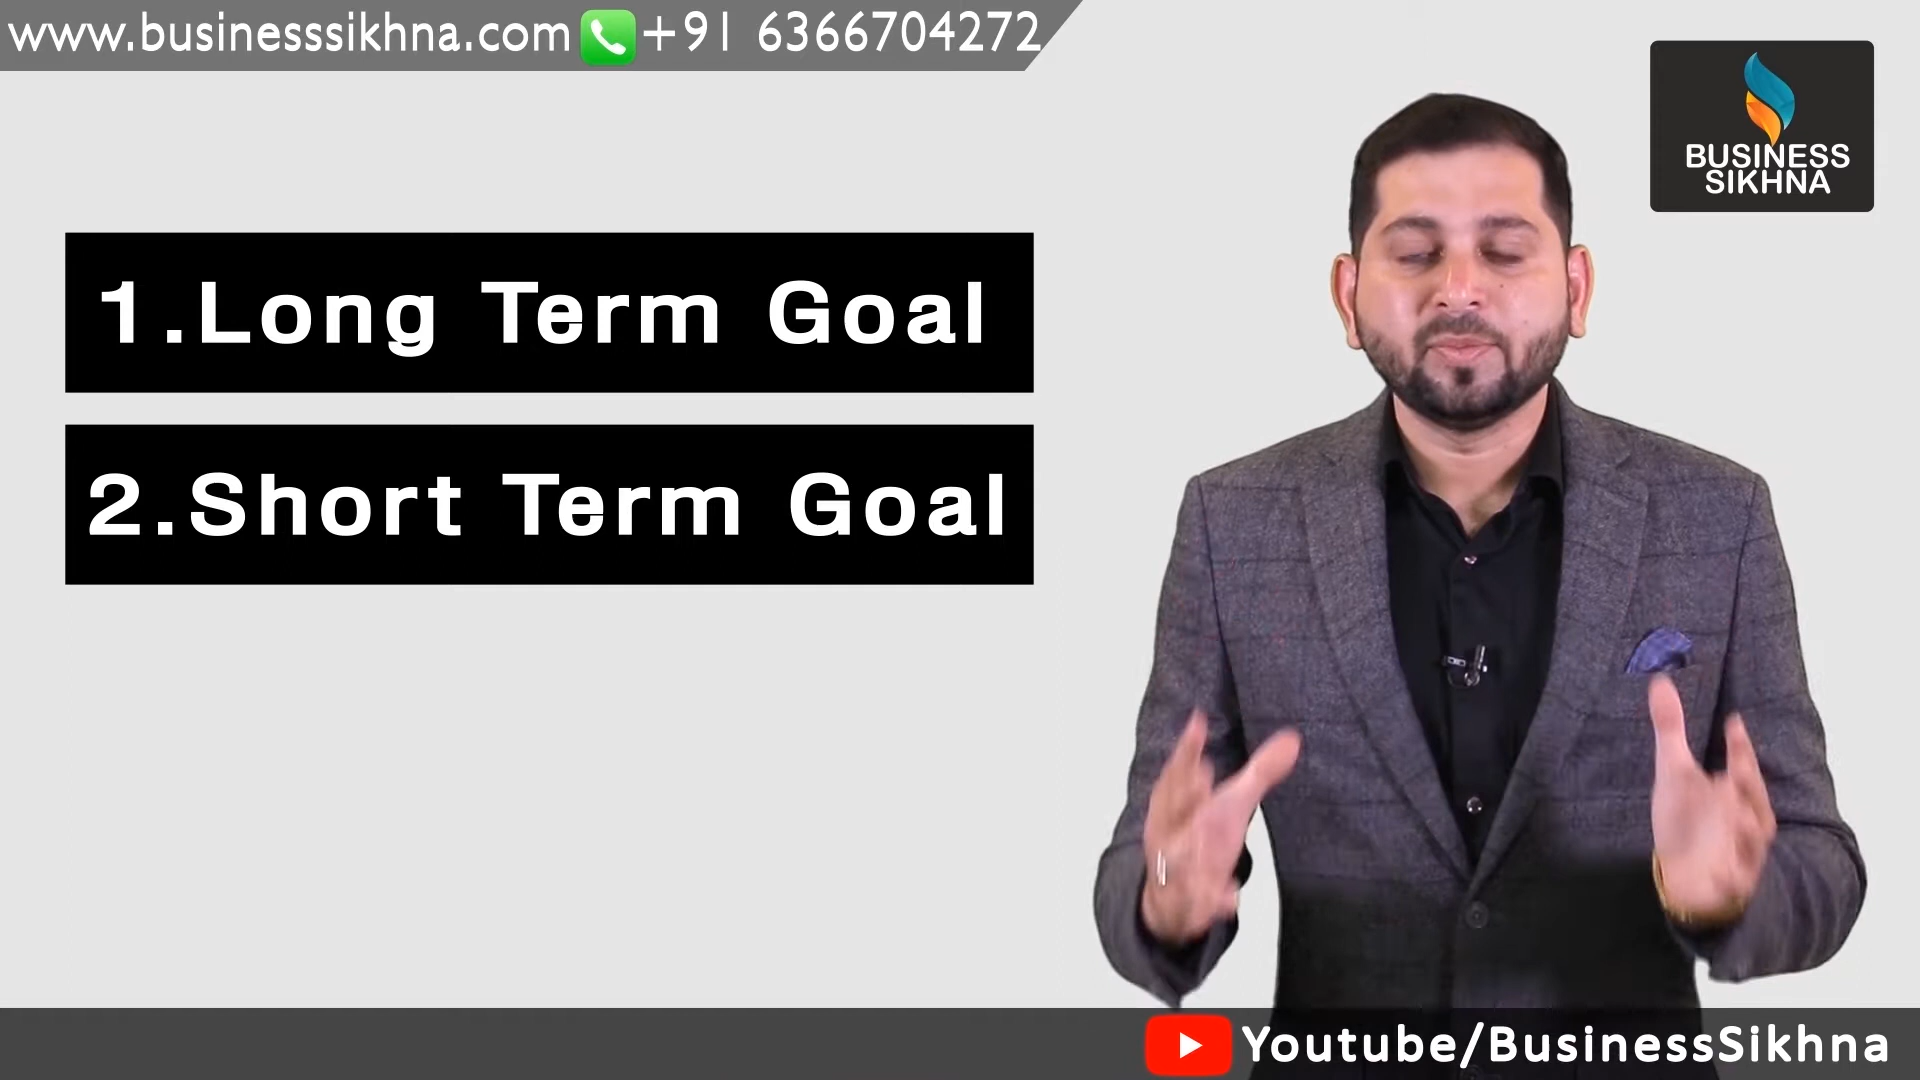 www.businesssikhna.com +91 6366704272
BUSINESS
SIKHNA
1.Long Term Goal
2.Short Term Goal
Youtube/BusinessSikhna